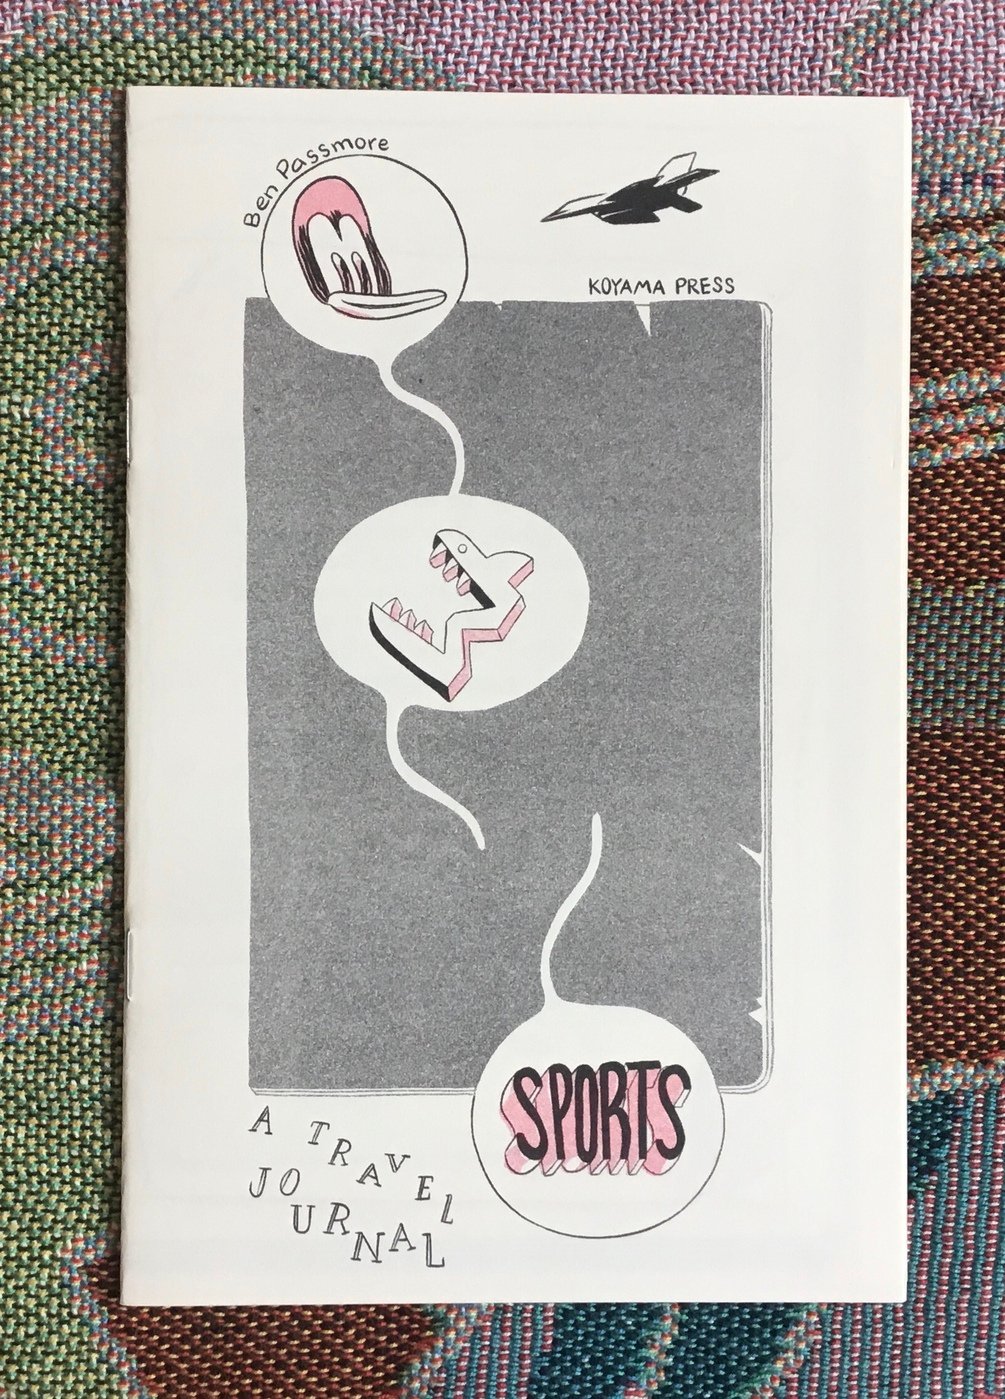 Ben Passmore
KOYAMA PRESS
SPORTS
A TRAVEL
JOURNAL